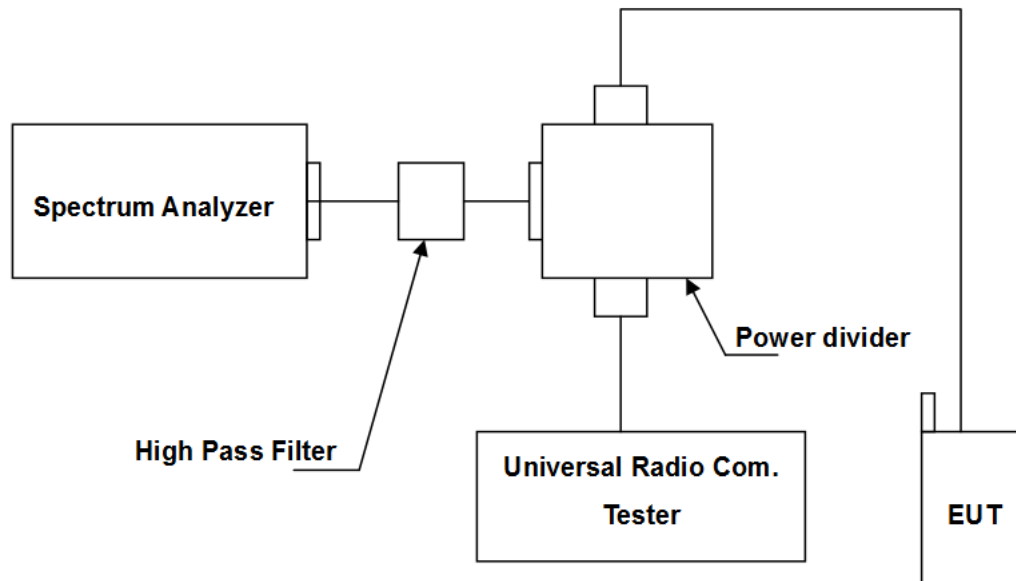 Spectrum Analyzer
Power divider
High Pass Filter
Universal Radio Com.
Tester
EUT